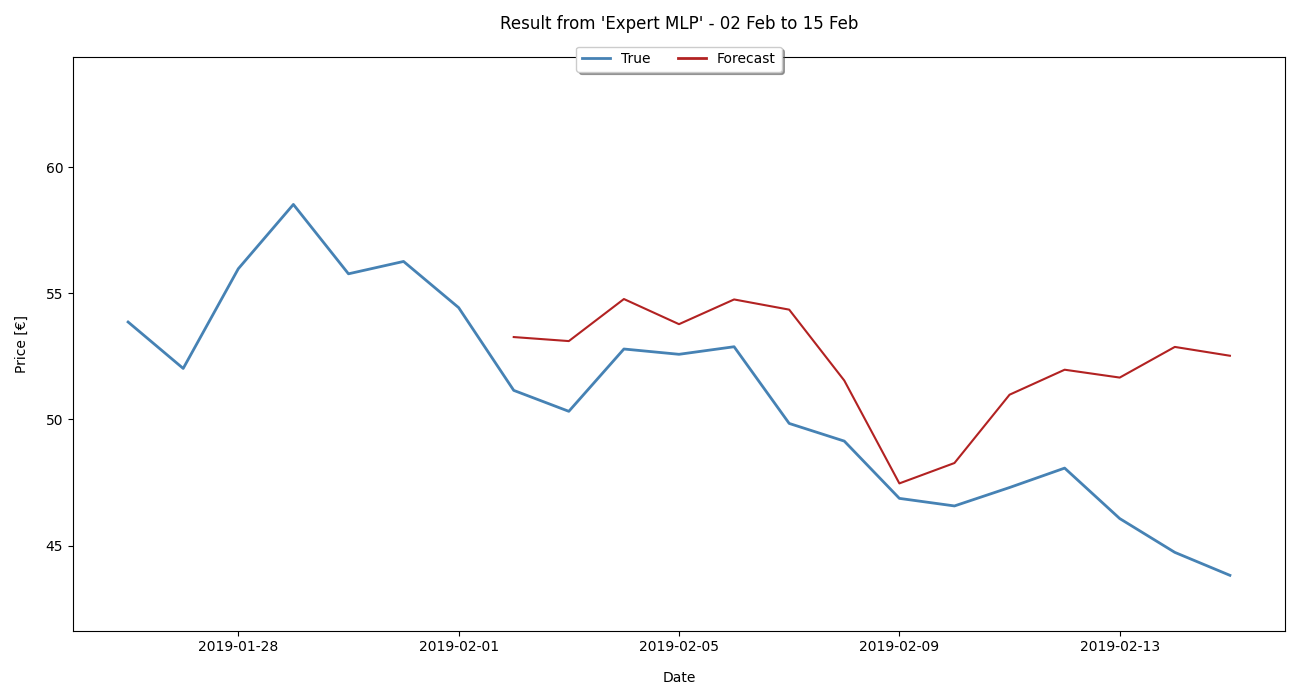 Result from 'Expert MLP' - 02 Feb to 15 Feb
True Forecast
60
55
50
45
Price [€]
2019-01-28 2019-02-01 2019-02-05 2019-02-09 2019-02-13
Date